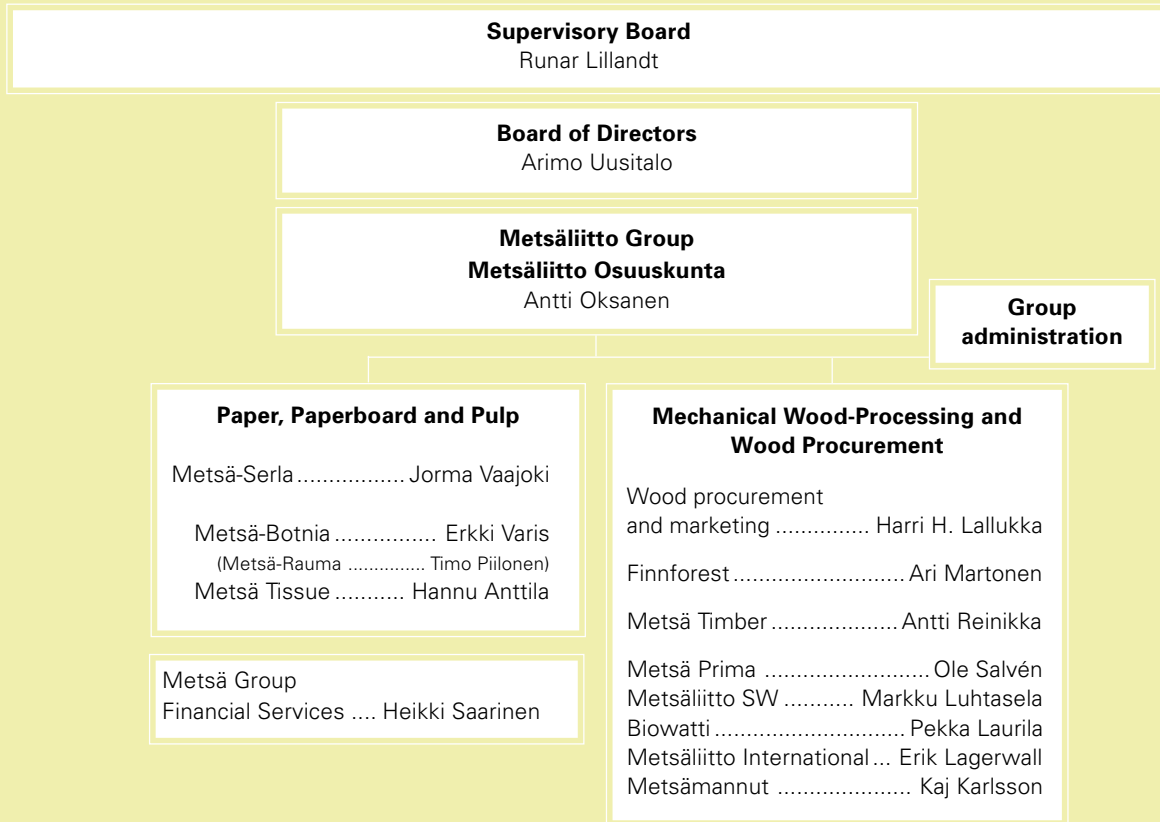 Supervisory Board
Runar Lillandt
Board of Directors
Arimo Uusitalo
Metsäliitto Group
Metsäliitto Osuuskunta
Antti Oksanen
Group
administration
Paper, Paperboard and Pulp
Metsä-Serla ................. Jorma Vaajoki
Metsä-Botnia ................ Erkki Varis
(Metsä-Rauma .............. Timo Piilonen)
Metsä Tissue ........... Hannu Anttila
Metsä Group
Financial Services .... Heikki Saarinen
Mechanical Wood-Processing and
Wood Procurement
Wood procurement
and marketing ............... Harri H. Lallukka
Finnforest ........................... Ari Martonen
Metsä Timber .................... Antti Reinikka
Metsä Prima .......................... Ole Salvén
Metsäliitto SW ........... Markku Luhtasela
Biowatti .............................. Pekka Laurila
Metsäliitto International ... Erik Lagerwall
Metsämannut ..................... Kaj Karlsson